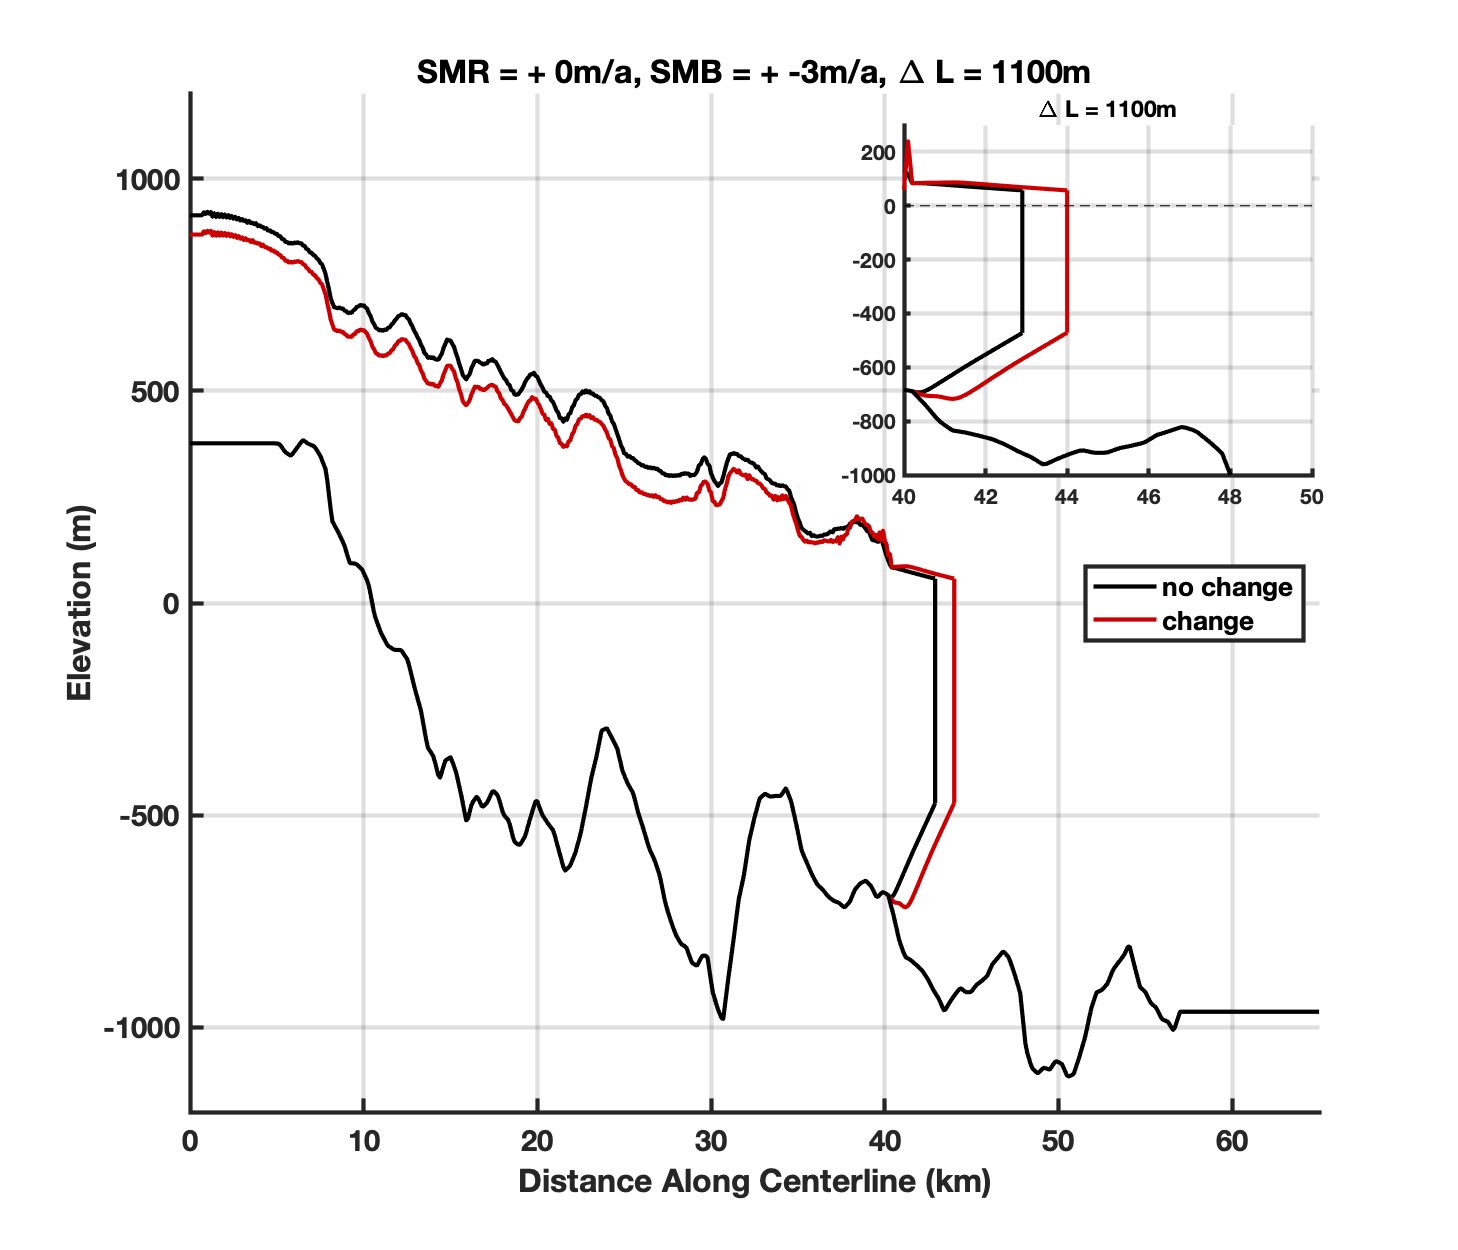 SMR = + 0m/a, SMB = + -3m/a, Δ L = 1100m
Δ L = 1100m
200
0
-200
-400
-600
-800
-1000
40 42 44 46 48 50
1000
500
0
-500
-1000
Elevation (m)
no change
change
0 10 20 30 40 50 60
Distance Along Centerline (km)